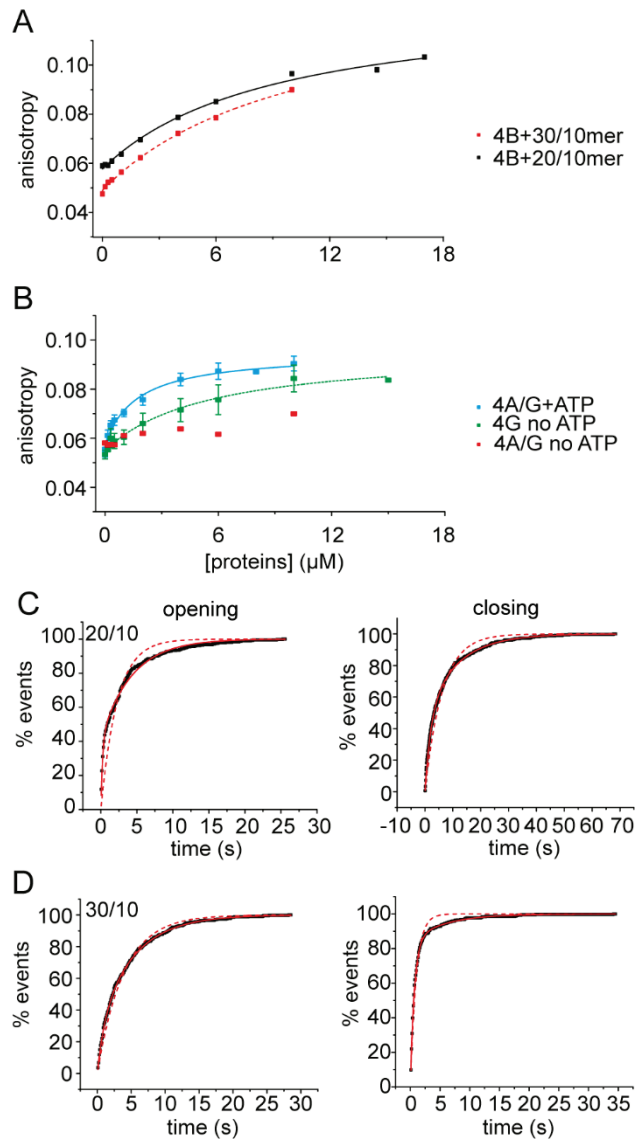 A
0.10
0.08
0.06
0.04
anisotropy
0
6
12
18
4B+30/10mer
4B+20/10mer
B
0.10
0.08
0.06
0.04
anisotropy
0
6
12
18
[proteins] (µM)
4A/G+ATP
4G no ATP
4A/G no ATP
C
opening
closing
20/10
100
80
60
40
20
0
% events
0 5 10 15 20 25 30
time (s)
100
80
60
40
20
0
% events
-10 0 10 20 30 40 50 60 70
time (s)
D
30/10
100
80
60
40
20
0
% events
0 5 10 15 20 25 30
time (s)
100
80
60
40
20
0
% events
0 5 10 15 20 25 30 35
time (s)